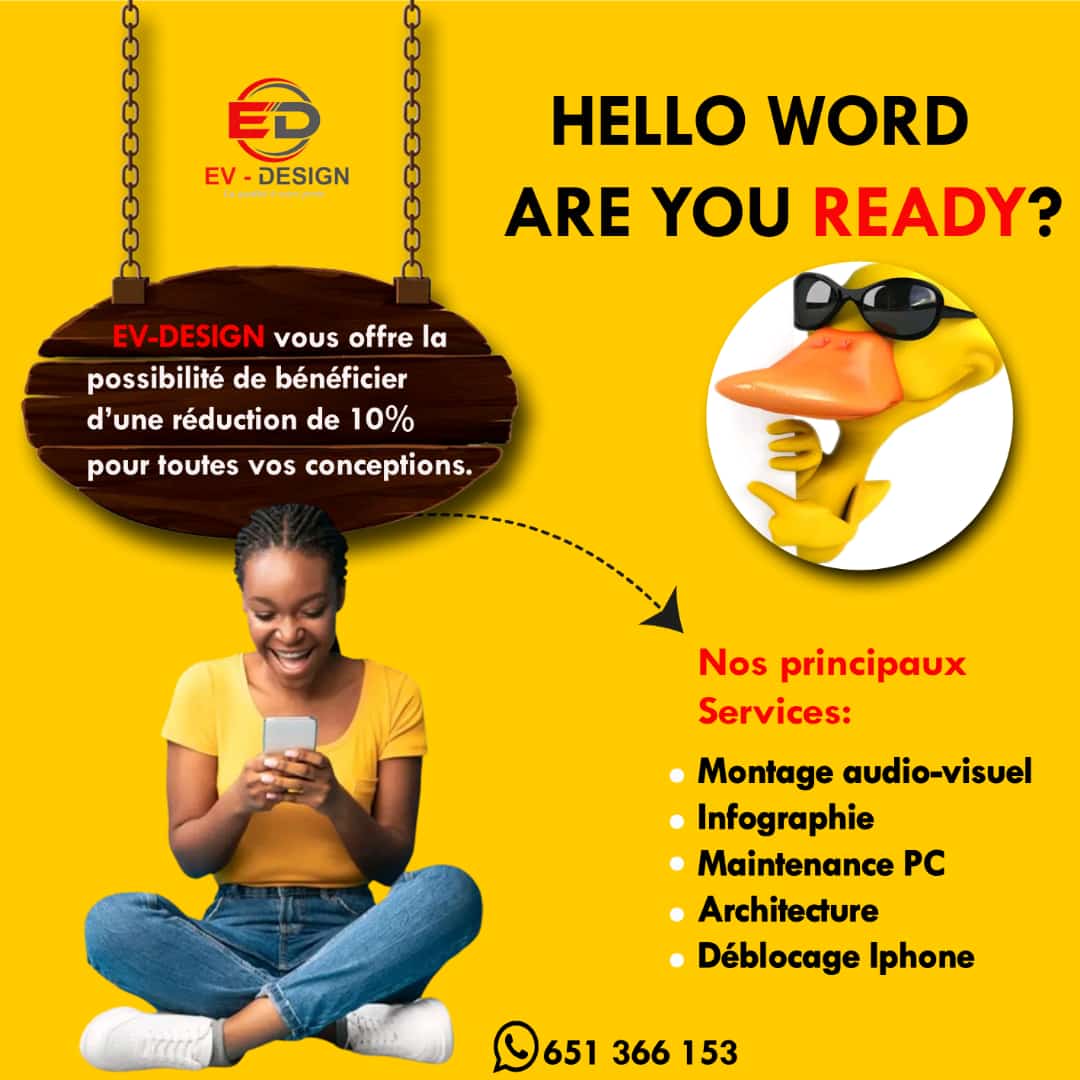 ED
EV - DESIGN
HELLO WORD
ARE YOU READY?
EV-DESIGN vous offre la
possibilité de bénéficier
d'une réduction de 10%
pour toutes vos conceptions.
Nos principaux
Services:
Montage audio-visuel
Infographie
Maintenance PC
Architecture
Déblocage Iphone
651 366 153